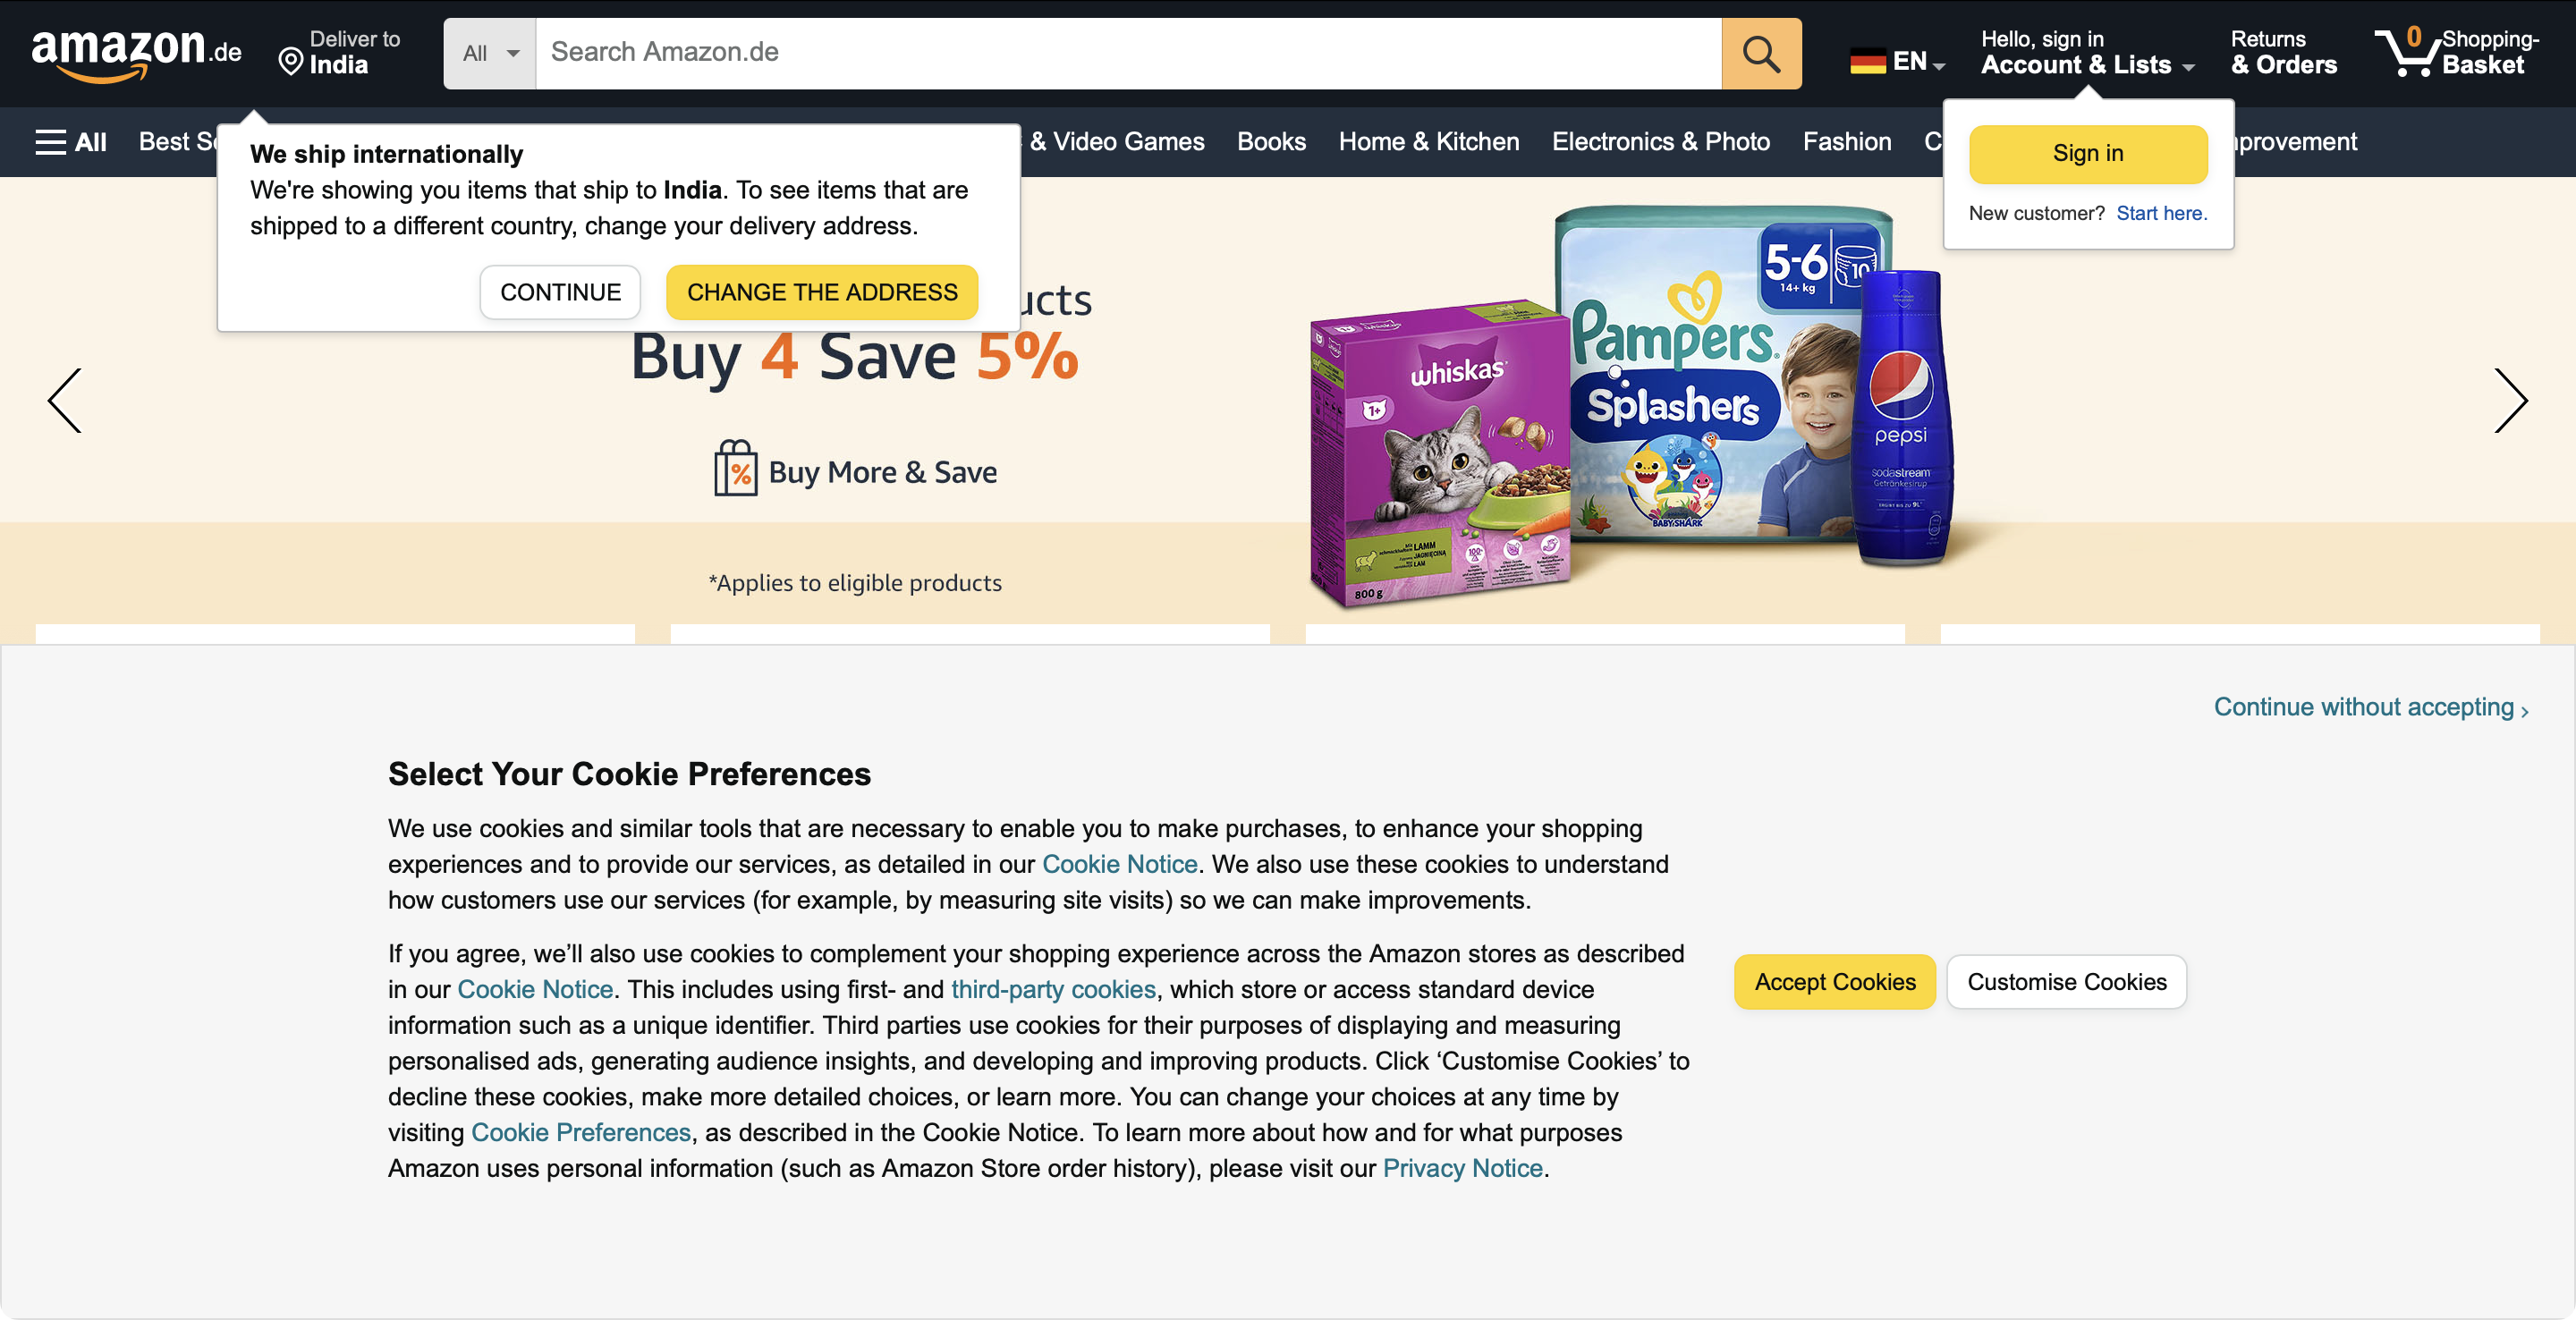 amazon.de
Deliver to
India
All
Search Amazon.de
EN
Hello, sign in
Account & Lists
Returns
& Orders
0
Shopping-
Basket
All
Best
& Video Games
Books
Home & Kitchen
Electronics & Photo
Fashion
Sign in
New customer? Start here.
We ship internationally
We're showing you items that ship to India. To see items that are
shipped to a different country, change your delivery address.
CONTINUE
CHANGE THE ADDRESS
Buy 4 Save 5%
% Buy More & Save
*Applies to eligible products
5-6
14+ kg
10
Pampers
Splashers
BABY SHARK
whiskas
1+
LAMM
800 g
pepsi
sodastream
Getränkesirup
Continue without accepting ›
Select Your Cookie Preferences
We use cookies and similar tools that are necessary to enable you to make purchases, to enhance your shopping
experiences and to provide our services, as detailed in our Cookie Notice. We also use these cookies to understand
how customers use our services (for example, by measuring site visits) so we can make improvements.
If you agree, we’ll also use cookies to complement your shopping experience across the Amazon stores as described
in our Cookie Notice. This includes using first- and third-party cookies, which store or access standard device
information such as a unique identifier. Third parties use cookies for their purposes of displaying and measuring
personalised ads, generating audience insights, and developing and improving products. Click ‘Customise Cookies’ to
decline these cookies, make more detailed choices, or learn more. You can change your choices at any time by
visiting Cookie Preferences, as described in the Cookie Notice. To learn more about how and for what purposes
Amazon uses personal information (such as Amazon Store order history), please visit our Privacy Notice.
Accept Cookies
Customise Cookies